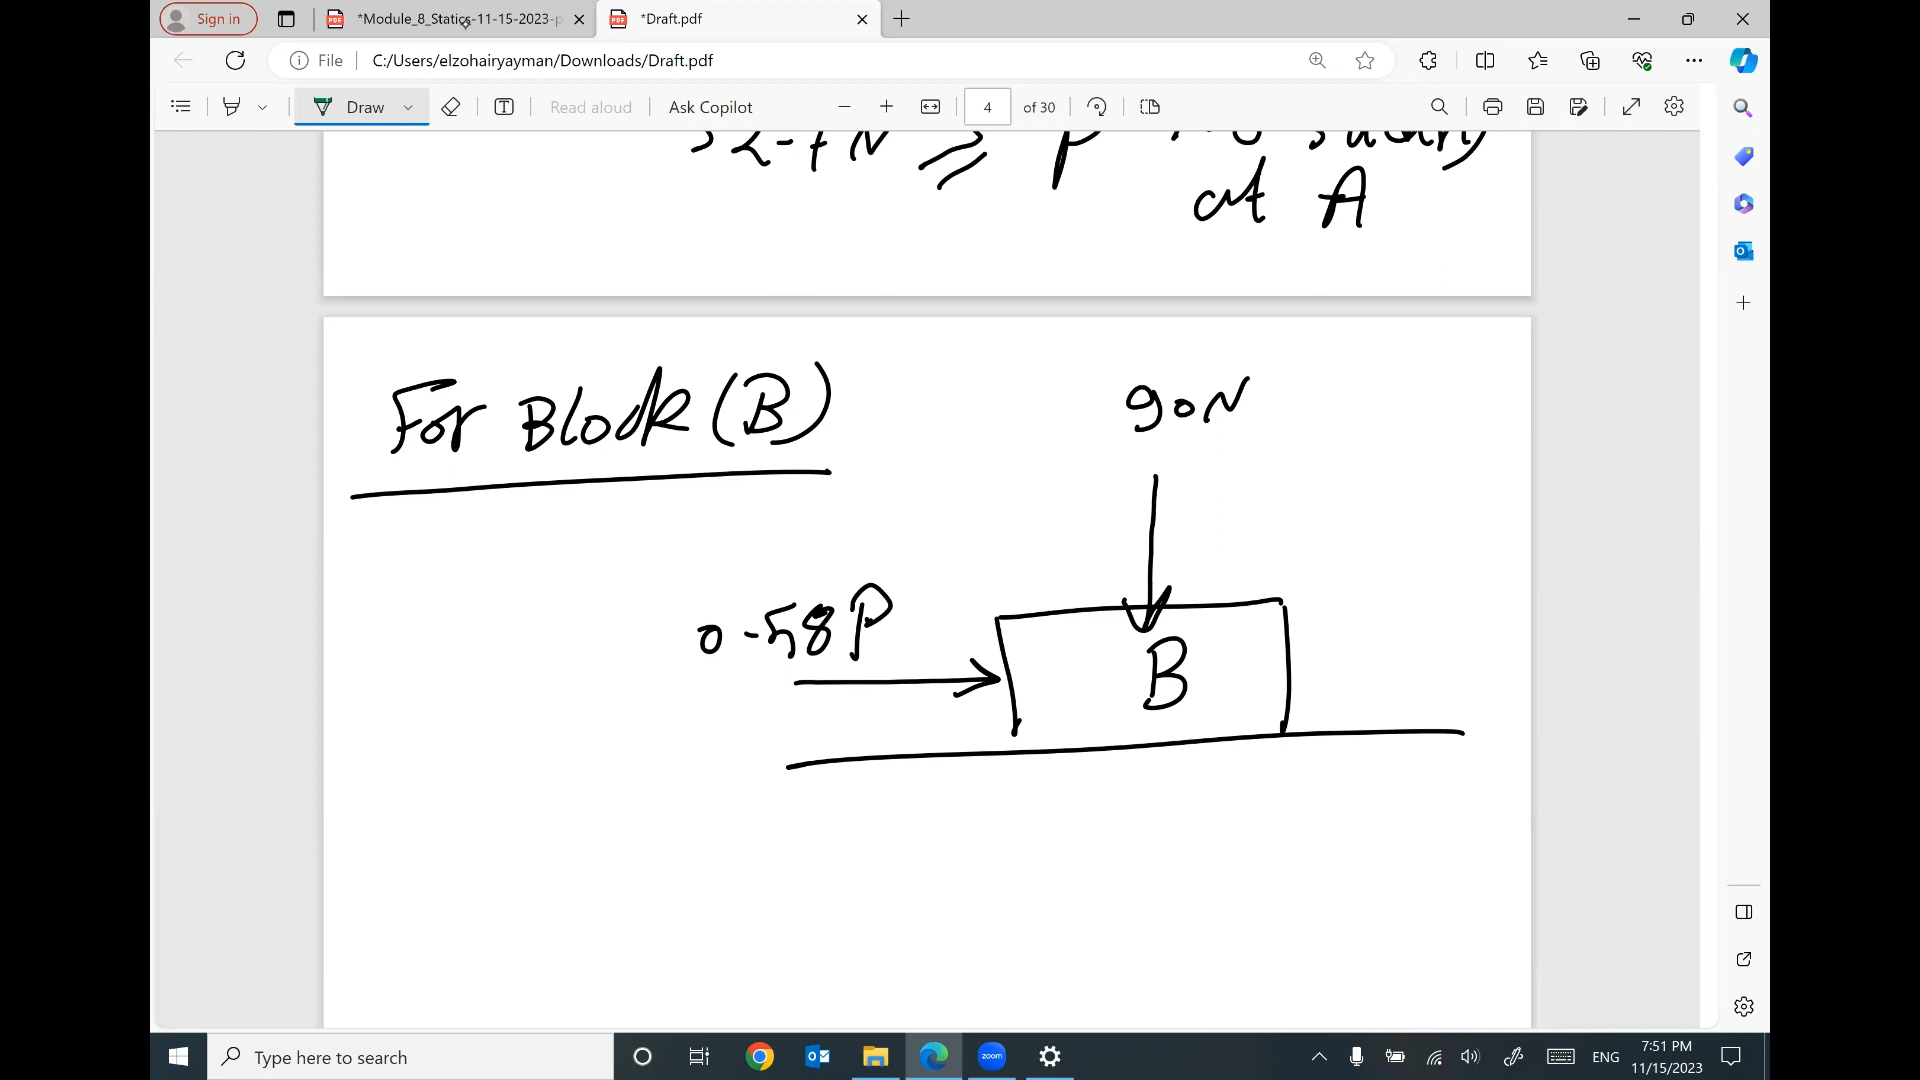 Sign in
*Module_8_Statics-11-15-2023-p
*Draft.pdf
File
C:/Users/elzohairyayman/Downloads/Draft.pdf
Draw
Read aloud
Ask Copilot
4
of 30
at A
For Block (B)
90N
0.58P
B
Type here to search
zoom
ENG
7:51 PM
11/15/2023